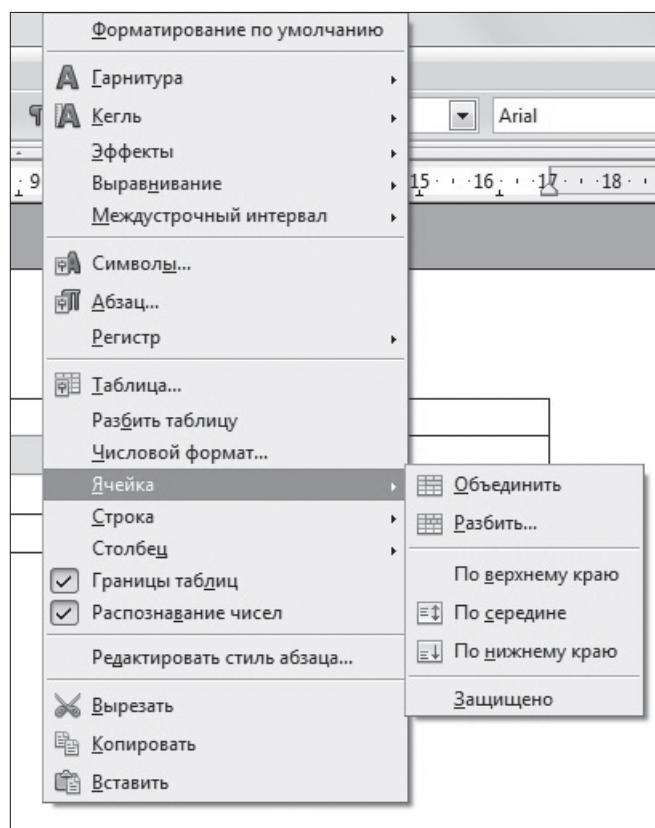 Форматирование по умолчанию
Гарнитура
Кегль
Arial
Эффекты
9
Выравнивание
15 16 17 18
Междустрочный интервал
Символы...
Абзац...
Регистр
Таблица...
Разбить таблицу
Числовой формат...
Ячейка
Строка
Столбец
Границы таблиц
Распознавание чисел
Редактировать стиль абзаца...
Вырезать
Копировать
Вставить
Объединить
Разбить...
По верхнему краю
По середине
По нижнему краю
Защищено